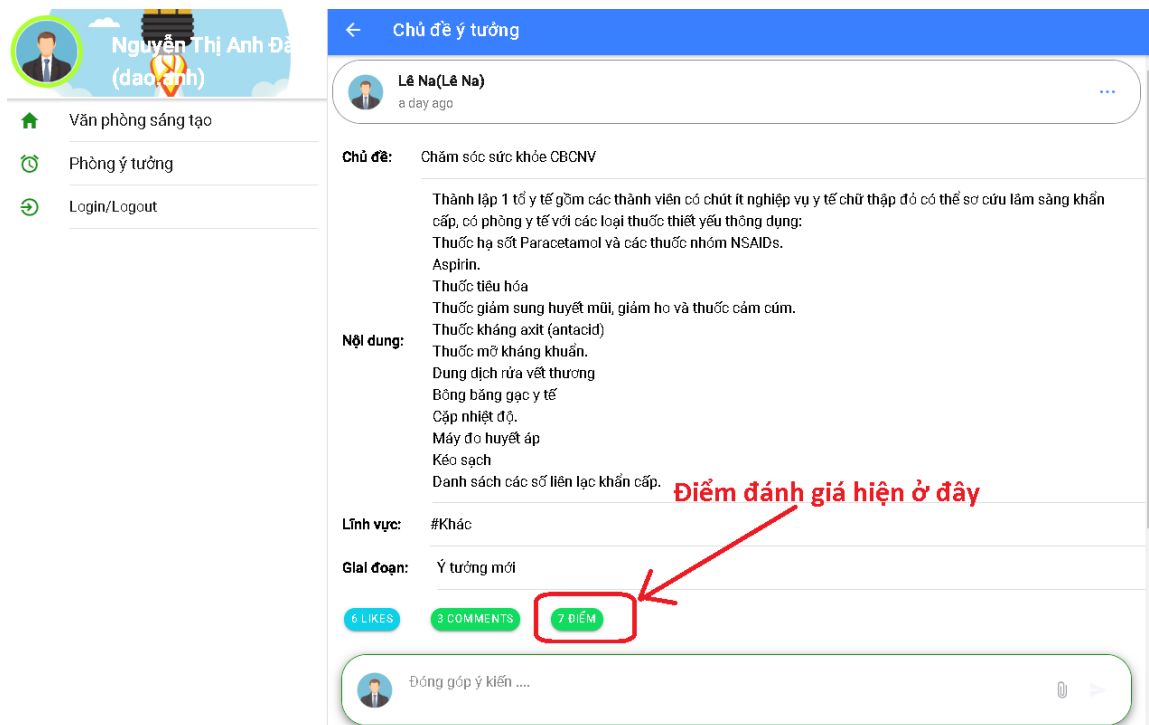 Nguyễn Thị Anh Đà
(dao anh)
Văn phòng sáng tạo
Phòng ý tưởng
Login/Logout
Chủ đề ý tưởng
Lê Na(Lê Na)
a day ago
Chủ đề: Chăm sóc sức khỏe CBCNV
Nội dung:
Thành lập 1 tổ y tế gồm các thành viên có chút ít nghiệp vụ y tế chữ thập đỏ có thể sơ cứu lâm sàng khẩn
cấp, có phòng y tế với các loại thuốc thiết yếu thông dụng:
Thuốc hạ sốt Paracetamol và các thuốc nhóm NSAIDs.
Aspirin.
Thuốc tiêu hóa
Thuốc giảm sung huyết mũi, giảm ho và thuốc cảm cúm.
Thuốc kháng axit (antacid)
Thuốc mỡ kháng khuẩn.
Dung dịch rửa vết thương
Bông băng gạc y tế
Cặp nhiệt độ.
Máy đo huyết áp
Kéo sạch
Danh sách các số liên lạc khẩn cấp.
Điểm đánh giá hiện ở đây
Lĩnh vực: #Khác
Giai đoạn: Ý tưởng mới
6 LIKES 3 COMMENTS 7 ĐIỂM
Đóng góp ý kiến ....